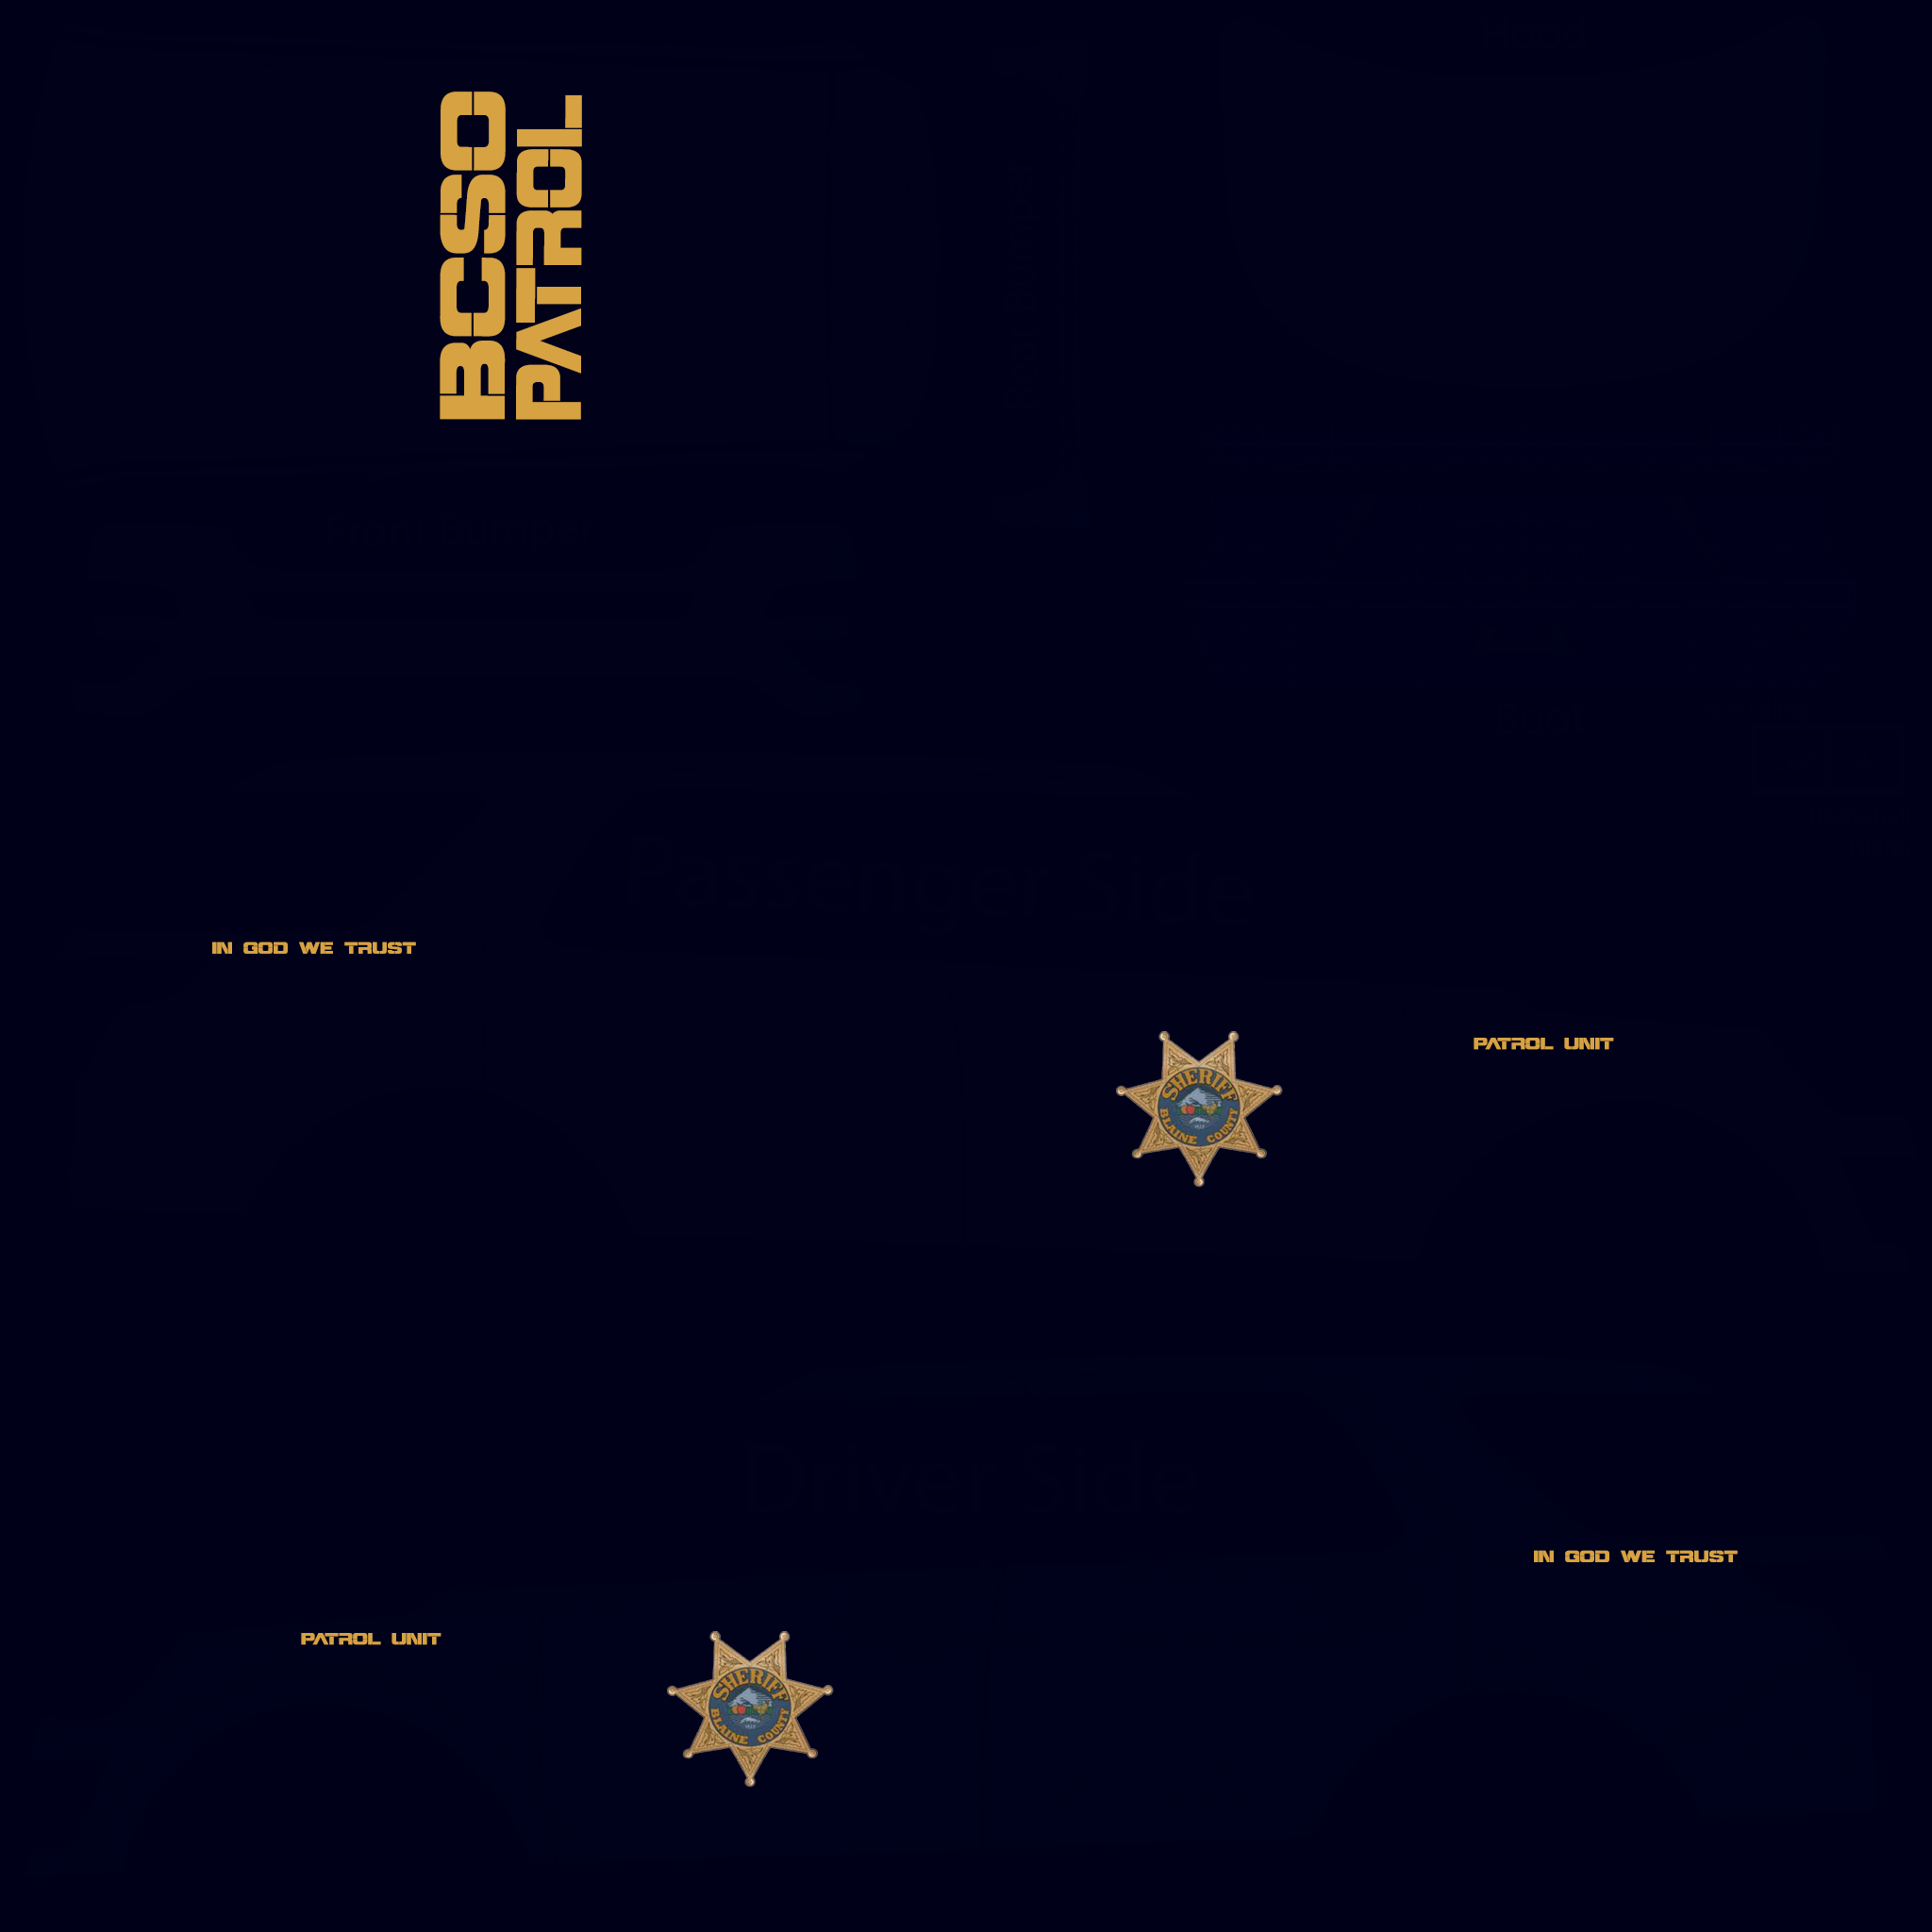 BCSO
PATROL
Passenger Side
IN GOD WE TRUST
PATROL UNIT
SHERIFF
BLAINE COUNTY
Driver Side
IN GOD WE TRUST
PATROL UNIT
SHERIFF
BLAINE COUNTY